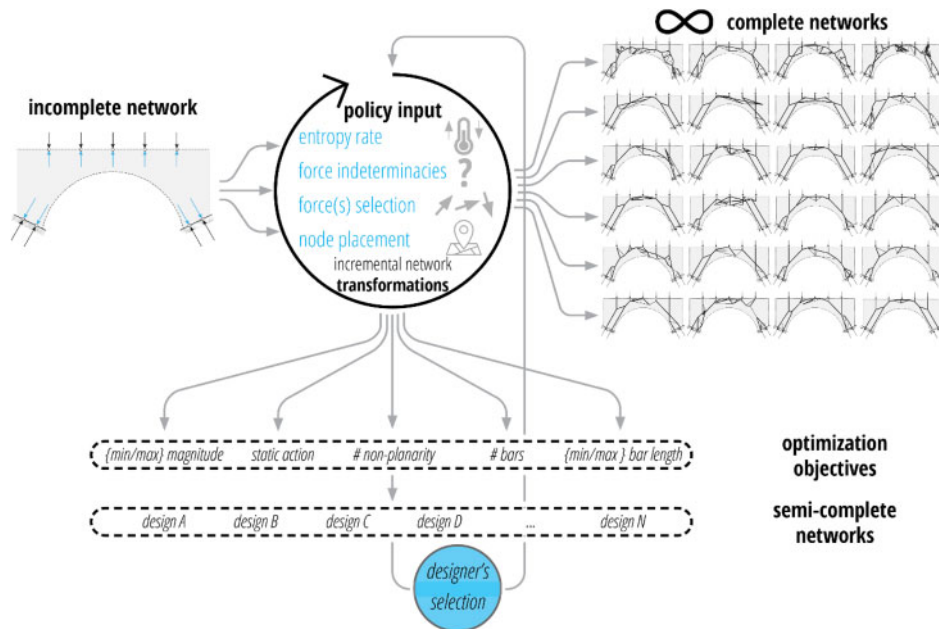 complete networks
incomplete network
policy input
entropy rate
force indeterminacies
?
force(s) selection
node placement
incremental network
transformations
{min/max} magnitude
static action
# non-planarity
# bars
{min/max } bar length
optimization
objectives
design A
design B
design C
design D
...
design N
semi-complete
networks
designer's
selection